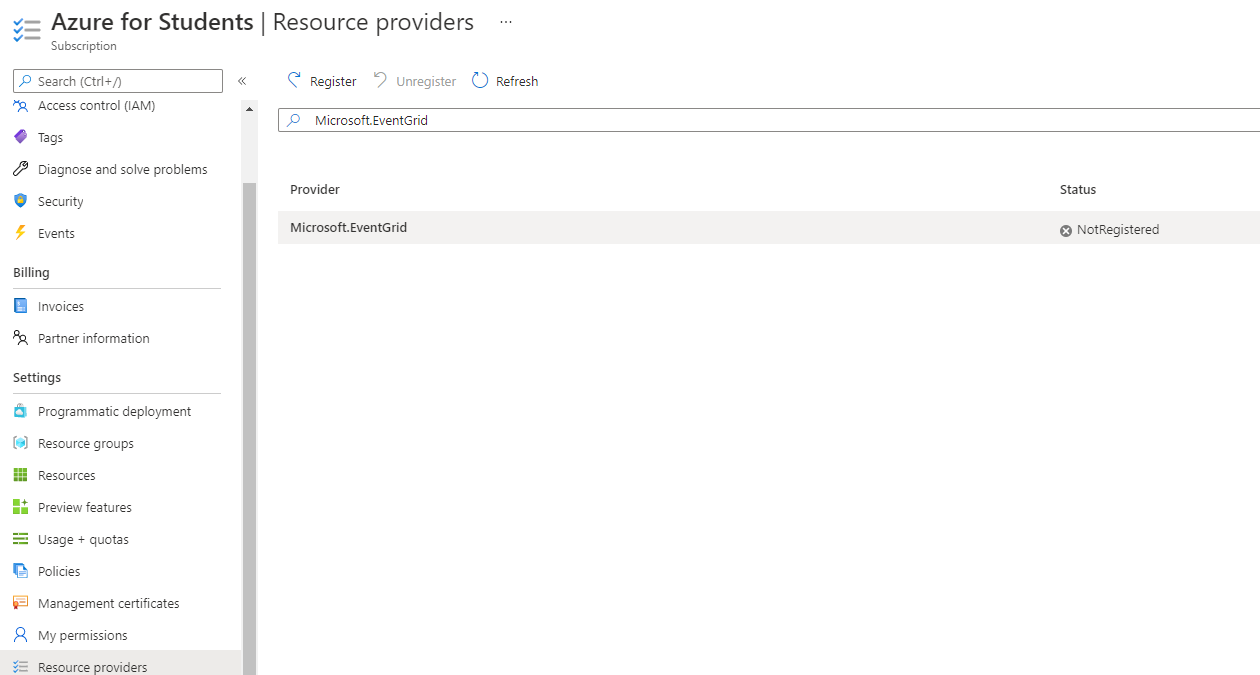 Azure for Students | Resource providers ...
Subscription
Search (Ctrl+/)
«
Access control (IAM)
Tags
Diagnose and solve problems
Security
Events
Billing
Invoices
Partner information
Settings
Programmatic deployment
Resource groups
Resources
Preview features
Usage + quotas
Policies
Management certificates
My permissions
Resource providers
Register Unregister Refresh
Microsoft.EventGrid
Provider Status
Microsoft.EventGrid NotRegistered